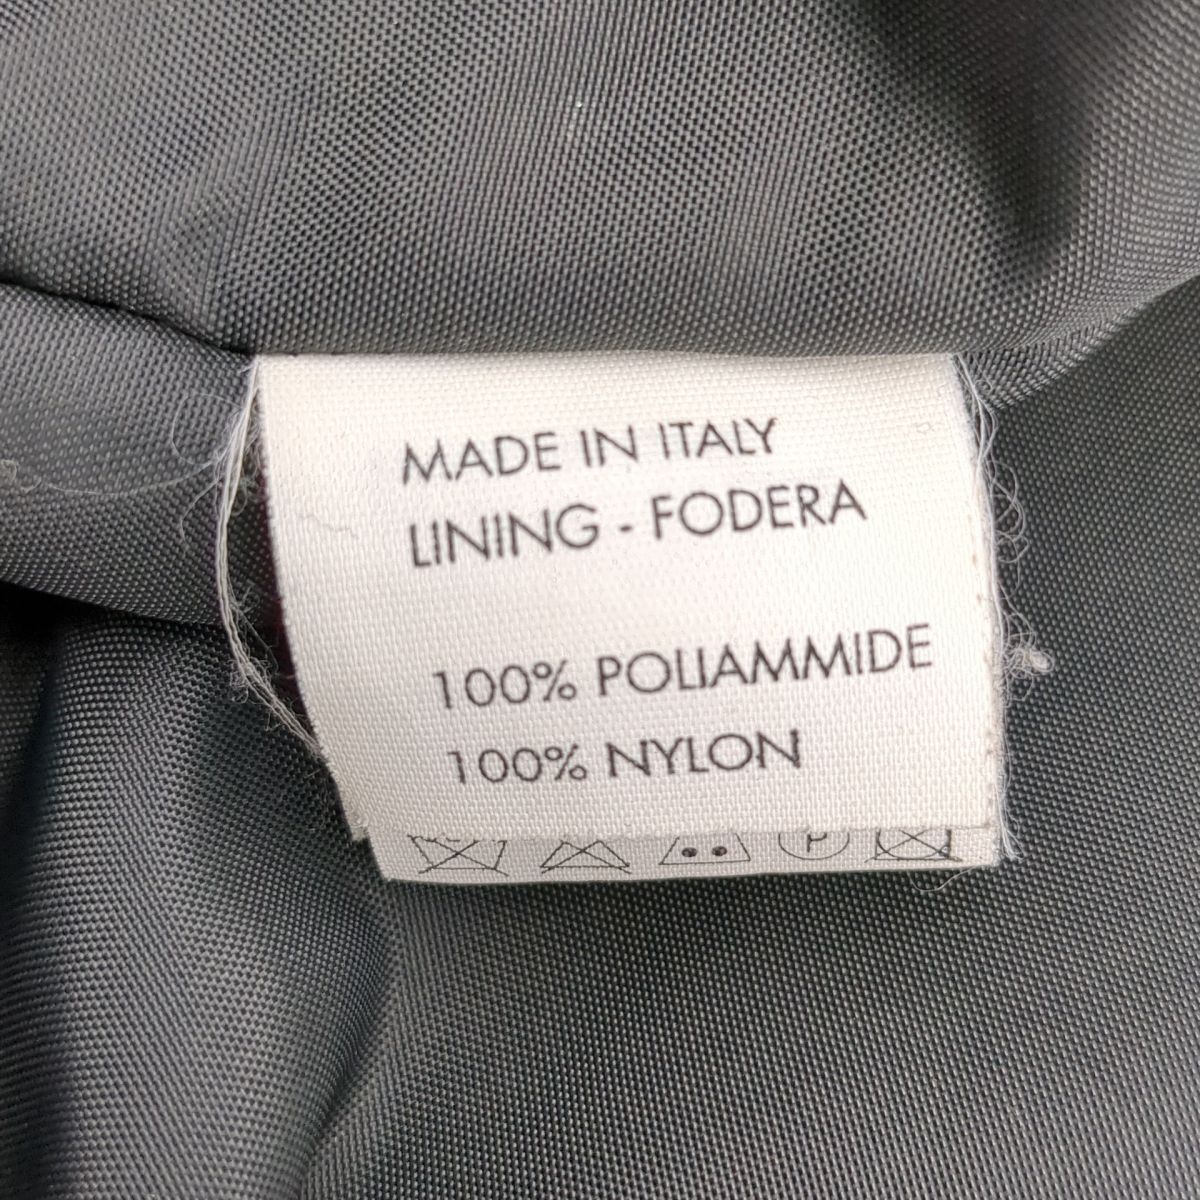 MADE IN ITALY
LINING - FODERA
100% POLIAMMIDE
100% NYLON
P